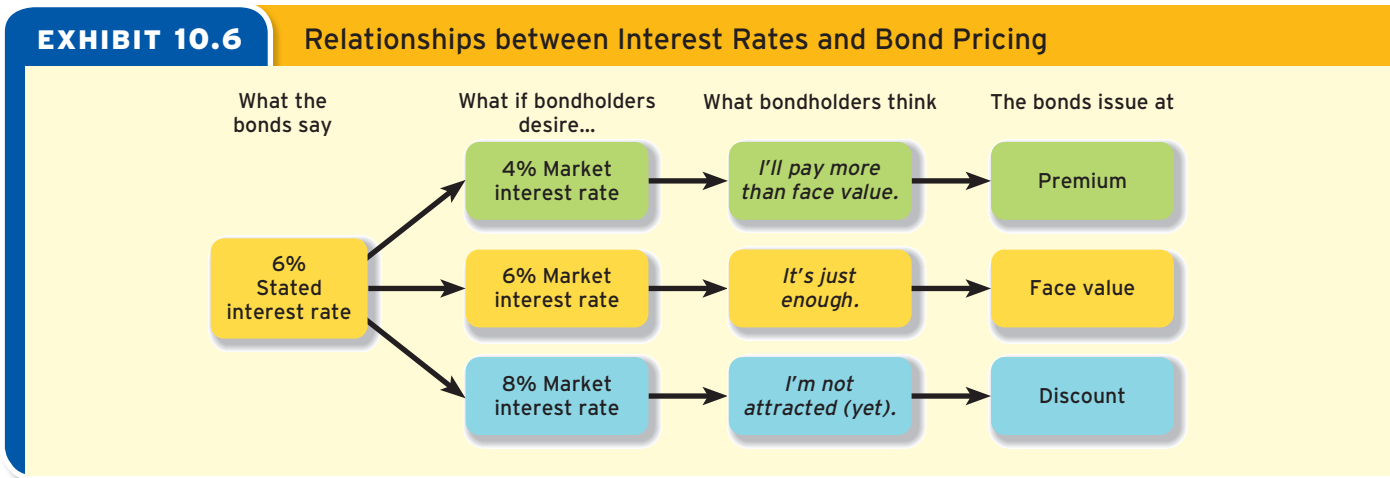 EXHIBIT 10.6
Relationships between Interest Rates and Bond Pricing
What the
bonds say
What if bondholders
desire...
What bondholders think
The bonds issue at
6%
Stated
interest rate
4% Market
interest rate
I'll pay more
than face value.
Premium
6% Market
interest rate
It's just
enough.
Face value
8% Market
interest rate
I'm not
attracted (yet).
Discount